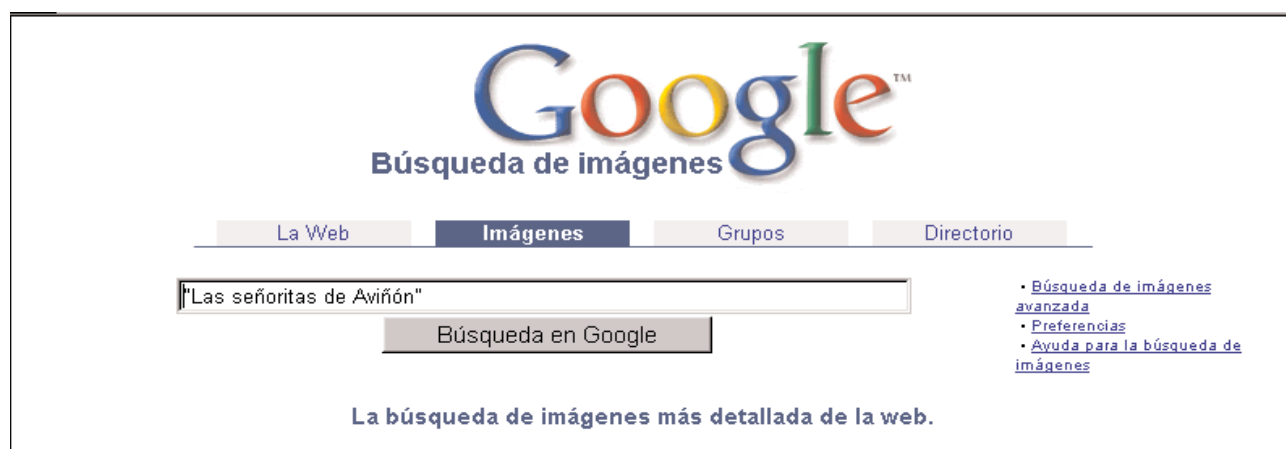 Google™
Búsqueda de imágenes
La Web Imágenes Grupos Directorio
"Las señoritas de Aviñón"
Búsqueda en Google
• Búsqueda de imágenes
avanzada
• Preferencias
• Ayuda para la búsqueda de
imágenes
La búsqueda de imágenes más detallada de la web.